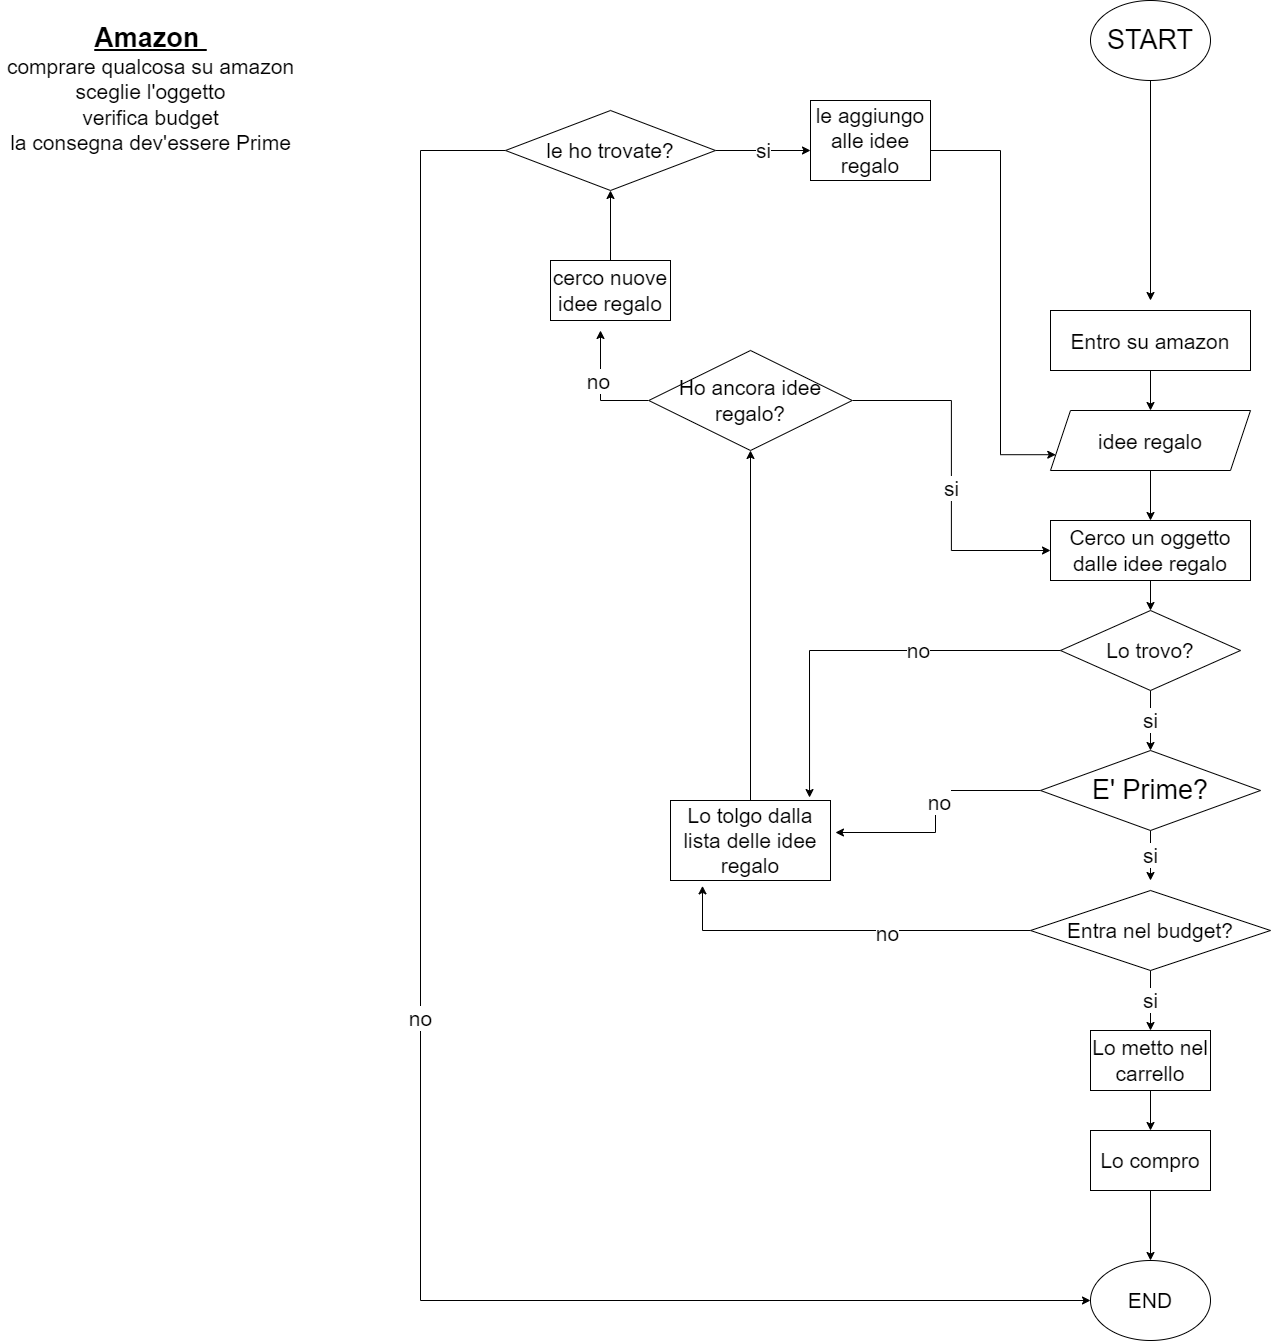 Amazon
comprare qualcosa su amazon
sceglie l'oggetto
verifica budget
la consegna dev'essere Prime
START
le ho trovate?
si
le aggiungo
alle idee
regalo
cerco nuove
idee regalo
Entro su amazon
no
Ho ancora idee
regalo?
idee regalo
si
Cerco un oggetto
dalle idee regalo
no
Lo trovo?
si
E' Prime?
no
Lo tolgo dalla
lista delle idee
regalo
si
Entra nel budget?
no
si
no
Lo metto nel
carrello
Lo compro
END